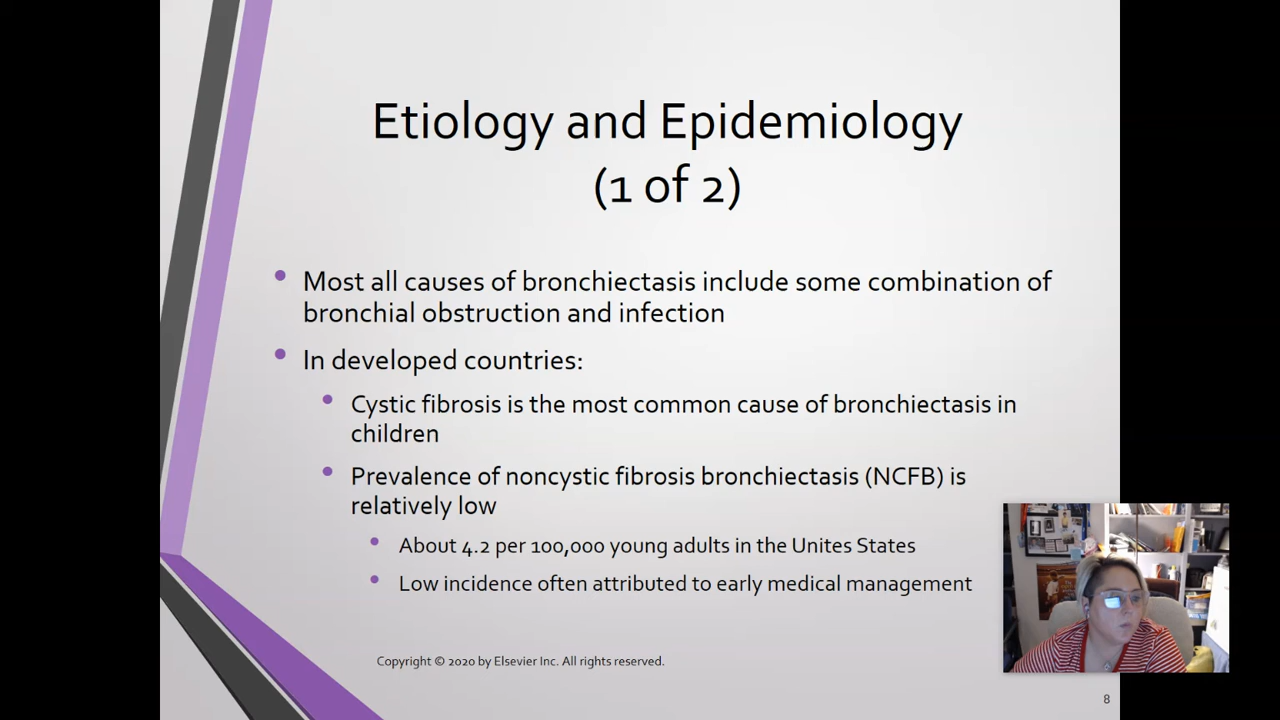 Etiology and Epidemiology
(1 of 2)
• Most all causes of bronchiectasis include some combination of
bronchial obstruction and infection
• In developed countries:
• Cystic fibrosis is the most common cause of bronchiectasis in
children
• Prevalence of noncystic fibrosis bronchiectasis (NCFB) is
relatively low
• About 4.2 per 100,000 young adults in the Unites States
• Low incidence often attributed to early medical management
Copyright © 2020 by Elsevier Inc. All rights reserved.
8